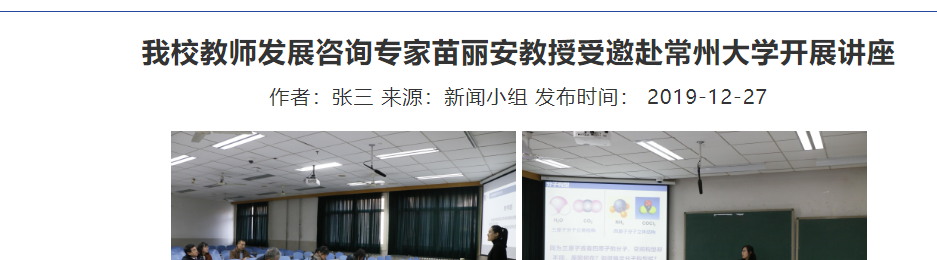 我校教师发展咨询专家苗丽安教授受邀赴常州大学开展讲座
作者：张三 来源：新闻小组 发布时间： 2019-12-27